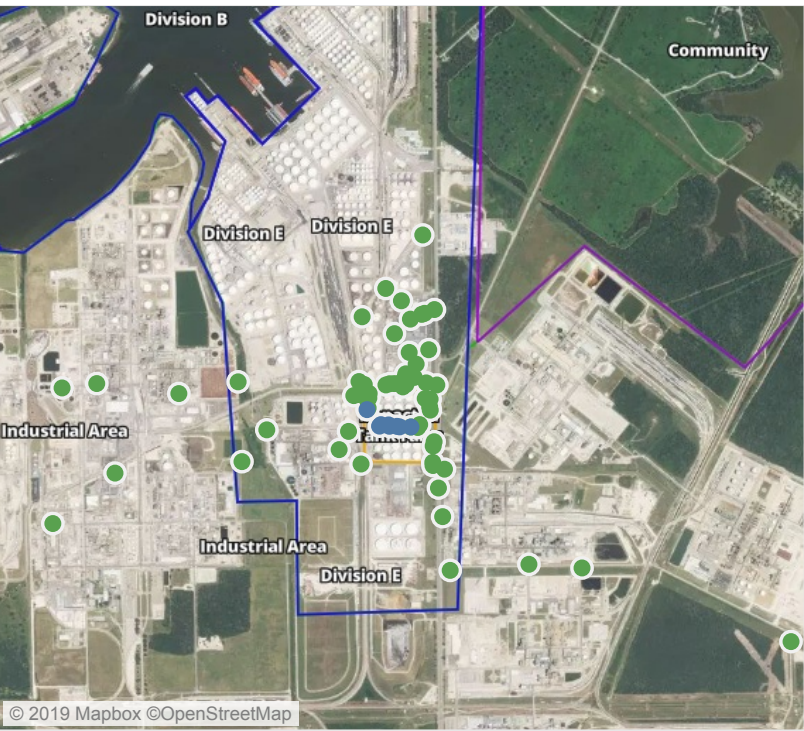 Division B
Community
Division E
Division E
Industrial Area
Industrial Area
Division E
© 2019 Mapbox ©OpenStreetMap